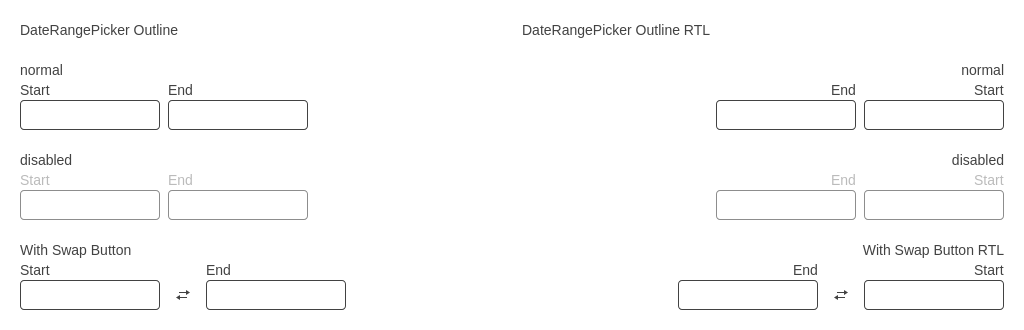 DateRangePicker Outline
normal
Start End
disabled
Start End
With Swap Button
Start End
DateRangePicker Outline RTL
normal
End Start
disabled
End Start
With Swap Button RTL
End Start